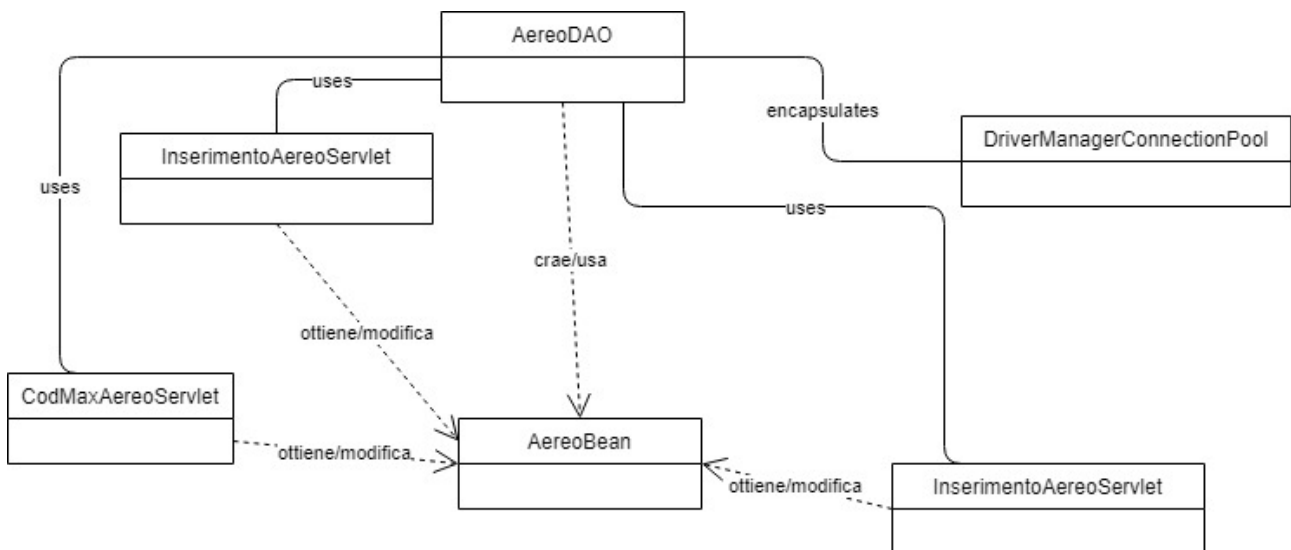 AereoDAO
uses
encapsulates
DriverManagerConnectionPool
InserimentoAereoServlet
uses
uses
crae/usa
ottiene/modifica
CodMaxAereoServlet
AereoBean
ottiene/modifica
ottiene/modifica
InserimentoAereoServlet